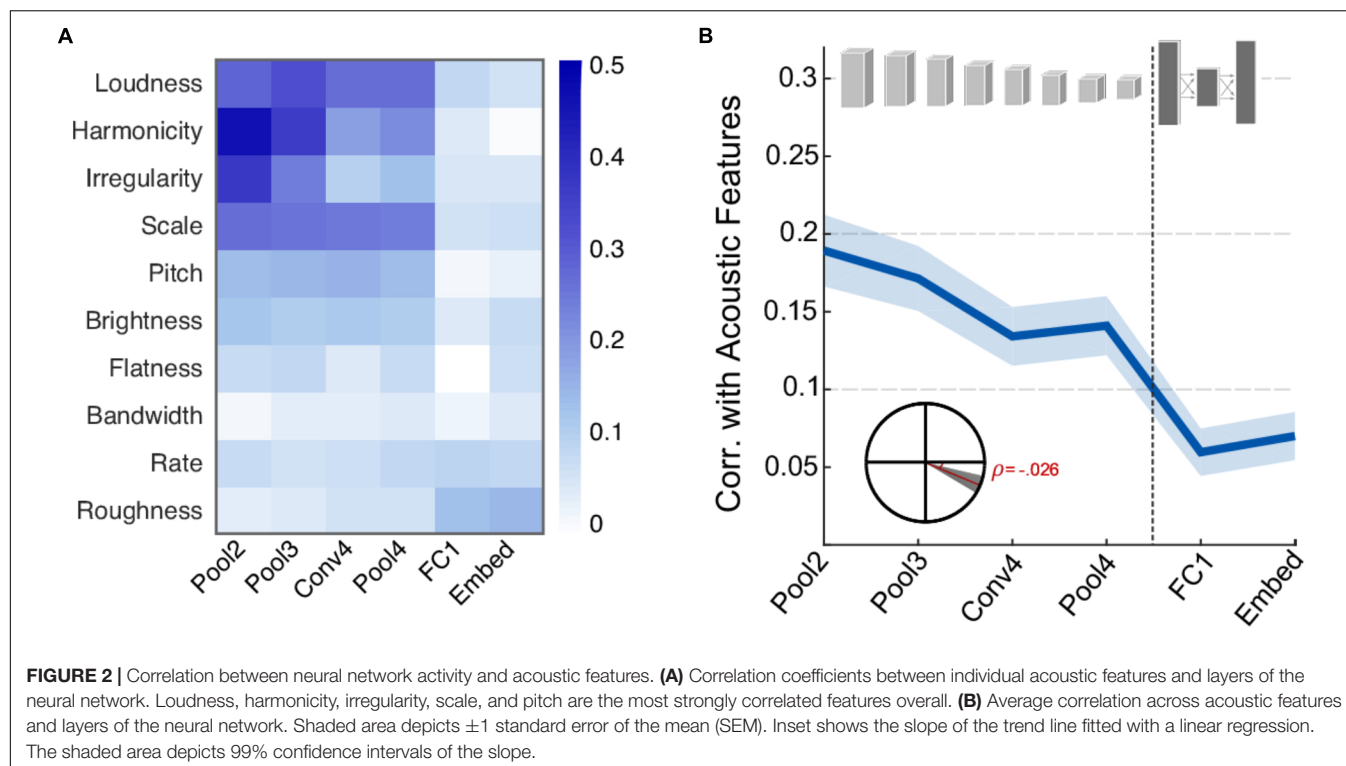 A
Loudness
Harmonicity
Irregularity
Scale
Pitch
Brightness
Flatness
Bandwidth
Rate
Roughness
Pool2
Pool3
Conv4
Pool4
FC1
Embed
0.5
0.4
0.3
0.2
0.1
0
B
Corr. with Acoustic Features
0.3
0.25
0.2
0.15
0.1
0.05
ρ=-.026
Pool2
Pool3
Conv4
Pool4
FC1
Embed
FIGURE 2 | Correlation between neural network activity and acoustic features. (A) Correlation coefficients between individual acoustic features and layers of the
neural network. Loudness, harmonicity, irregularity, scale, and pitch are the most strongly correlated features overall. (B) Average correlation across acoustic features
and layers of the neural network. Shaded area depicts ±1 standard error of the mean (SEM). Inset shows the slope of the trend line fitted with a linear regression.
The shaded area depicts 99% confidence intervals of the slope.